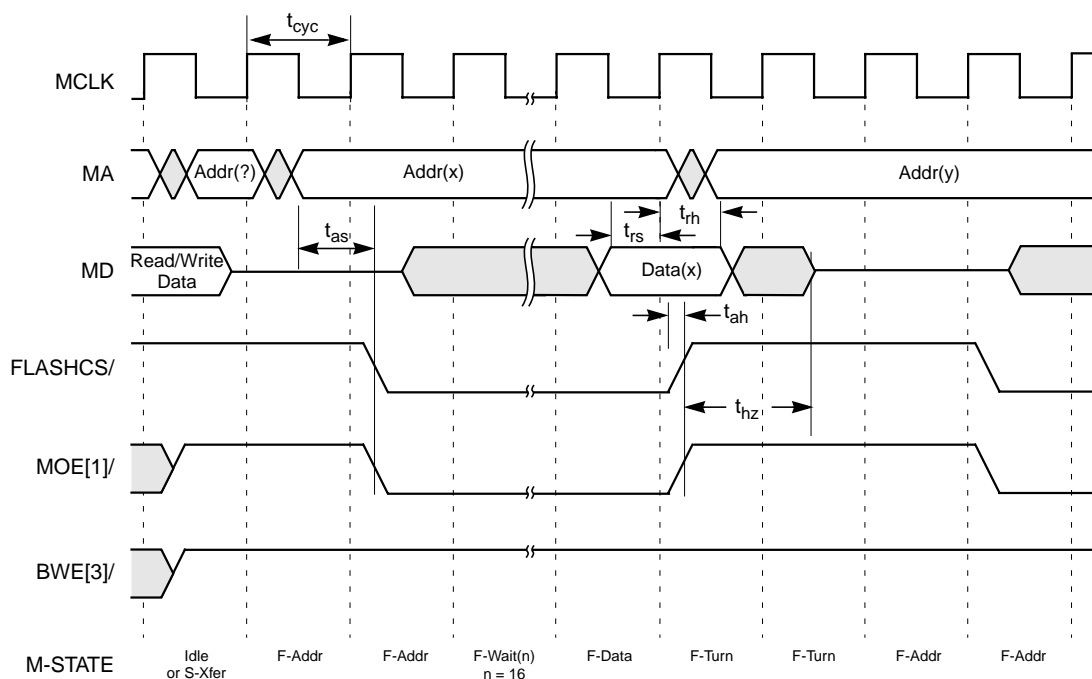 tcyc
MCLK
MA
Addr(?)
Addr(x)
Addr(y)
tas
trs
trh
MD
Read/Write
Data
Data(x)
tah
FLASHCS/
thz
MOE[1]/
BWE[3]/
M-STATE
Idle
or S-Xfer
F-Addr
F-Addr
F-Wait(n)
n = 16
F-Data
F-Turn
F-Turn
F-Addr
F-Addr